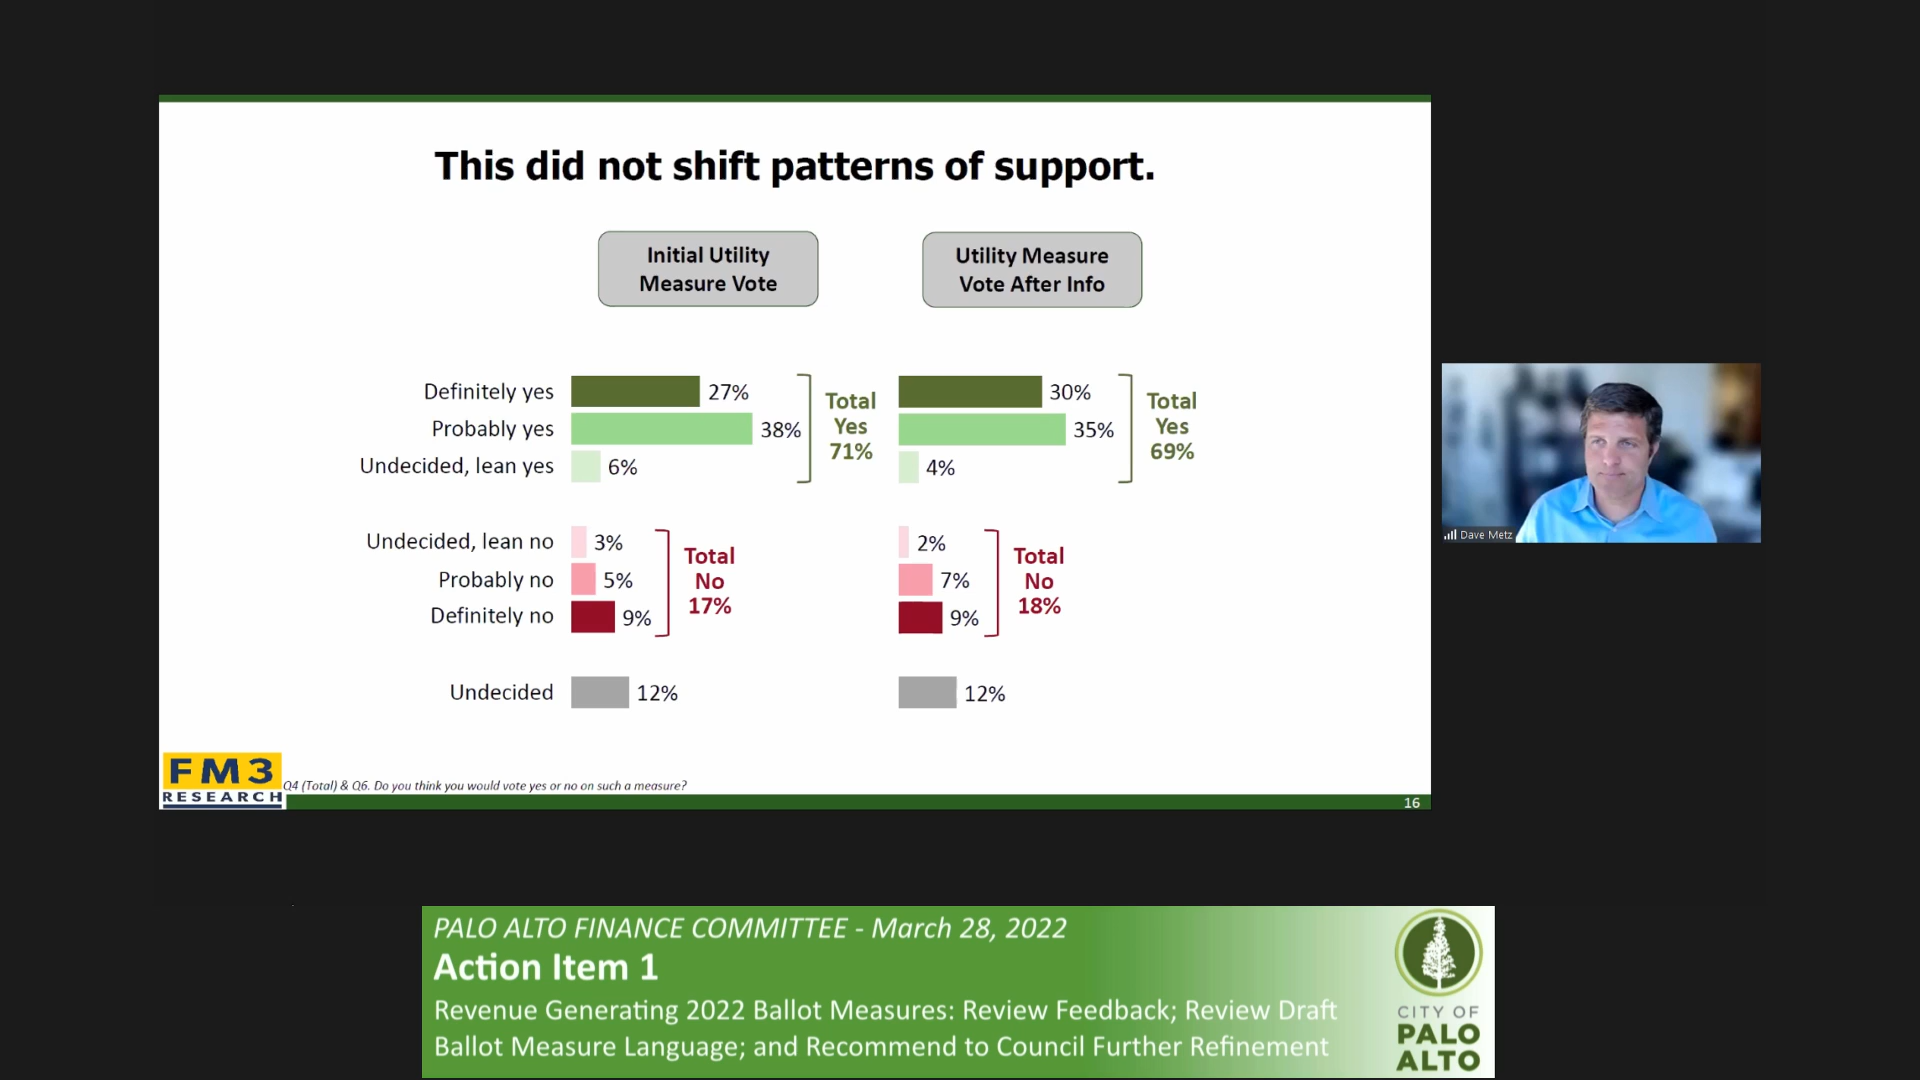 This did not shift patterns of support.
Initial Utility
Measure Vote
Utility Measure
Vote After Info
Definitely yes 27% 30%
Probably yes 38% 35%
Undecided, lean yes 6% 4%
Total
Yes
71%
Total
Yes
69%
Undecided, lean no 3% 2%
Probably no 5% 7%
Definitely no 9% 9%
Total
No
17%
Total
No
18%
Undecided 12% 12%
FM3
RESEARCH
Q4 (Total) & Q6. Do you think you would vote yes or no on such a measure?
16
Dave Metz
PALO ALTO FINANCE COMMITTEE - March 28, 2022
Action Item 1
Revenue Generating 2022 Ballot Measures: Review Feedback; Review Draft
Ballot Measure Language; and Recommend to Council Further Refinement
CITY OF
PALO
ALTO